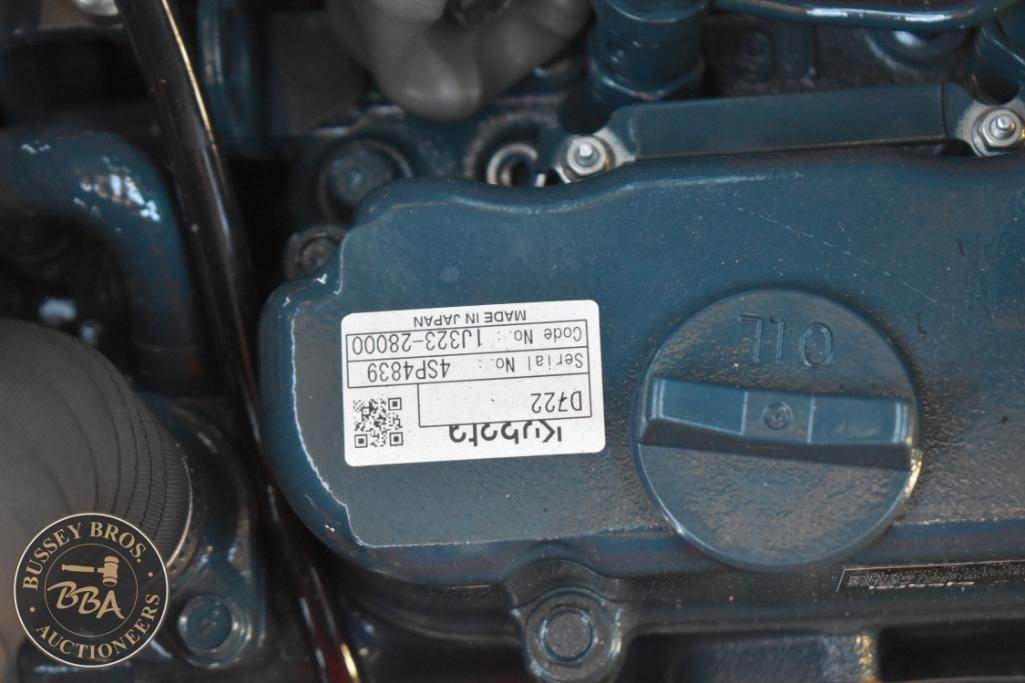 Kubota
D722
Serial No.: 4SP4839
Code No.: 1J323-28000
MADE IN JAPAN
OIL
BUSSEY BROS.
BBA
AUCTIONEERS